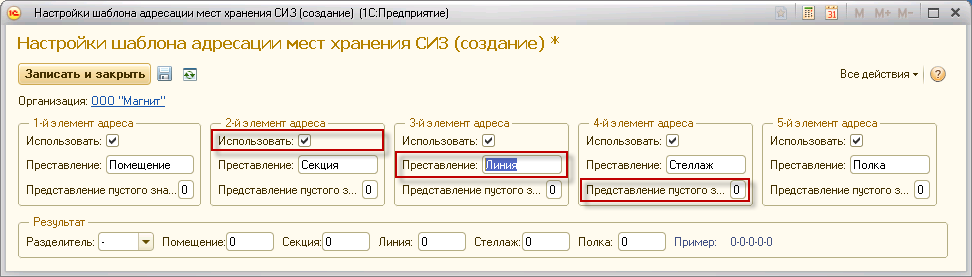 Настройки шаблона адресации мест хранения СИЗ (создание) (1С:Предприятие)
M M+ M-
31
Настройки шаблона адресации мест хранения СИЗ (создание) *
Записать и закрыть
Все действия
?
Организация: ООО "Магнит"
1-й элемент адреса 2-й элемент адреса 3-й элемент адреса 4-й элемент адреса 5-й элемент адреса
Использовать: Использовать: Использовать: Использовать: Использовать:
Преставление: Помещение Преставление: Секция Преставление: Линия Преставление: Стеллаж Преставление: Полка
Представление пустого зна... 0 Представление пустого з... 0 Представление пустого з... 0 Представление пустого з... 0 Представление пустого з... 0
Результат
Разделитель: - Помещение: 0 Секция: 0 Линия: 0 Стеллаж: 0 Полка: 0 Пример: 0-0-0-0-0